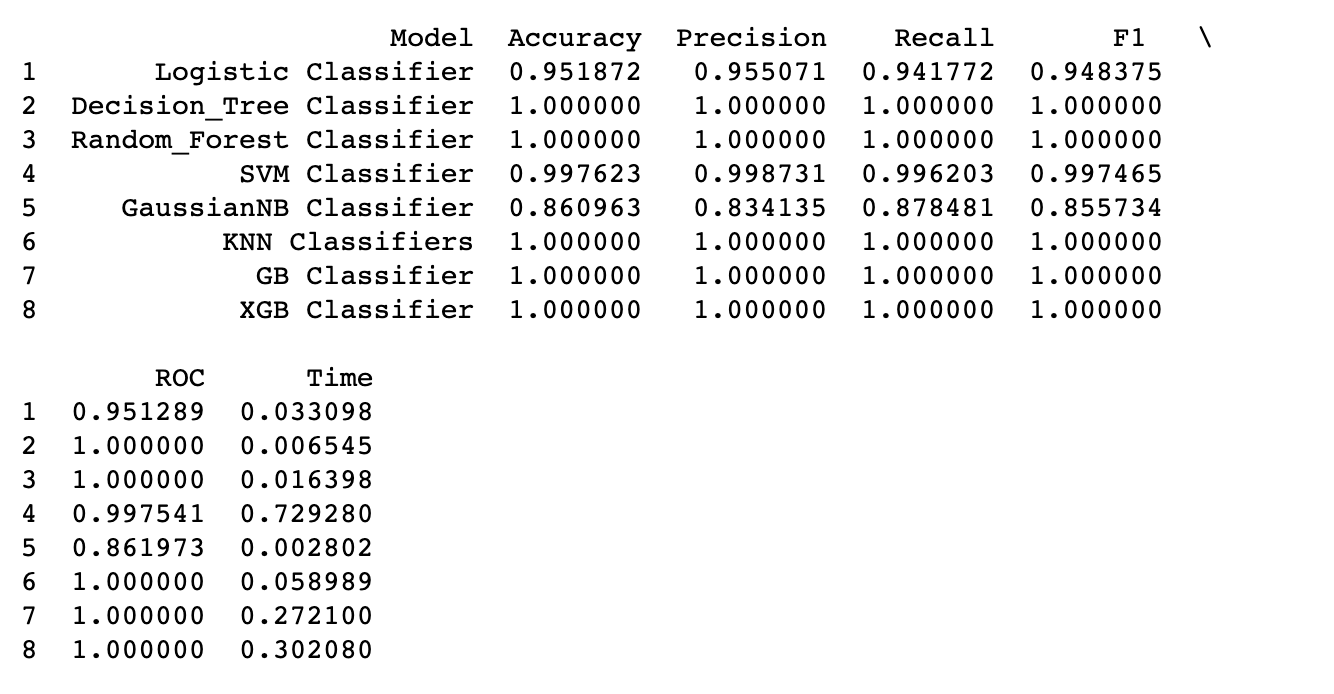 Model Accuracy Precision Recall F1 \
1 Logistic Classifier 0.951872 0.955071 0.941772 0.948375
2 Decision_Tree Classifier 1.000000 1.000000 1.000000 1.000000
3 Random_Forest Classifier 1.000000 1.000000 1.000000 1.000000
4 SVM Classifier 0.997623 0.998731 0.996203 0.997465
5 GaussianNB Classifier 0.860963 0.834135 0.878481 0.855734
6 KNN Classifiers 1.000000 1.000000 1.000000 1.000000
7 GB Classifier 1.000000 1.000000 1.000000 1.000000
8 XGB Classifier 1.000000 1.000000 1.000000 1.000000
ROC Time
1 0.951289 0.033098
2 1.000000 0.006545
3 1.000000 0.016398
4 0.997541 0.729280
5 0.861973 0.002802
6 1.000000 0.058989
7 1.000000 0.272100
8 1.000000 0.302080